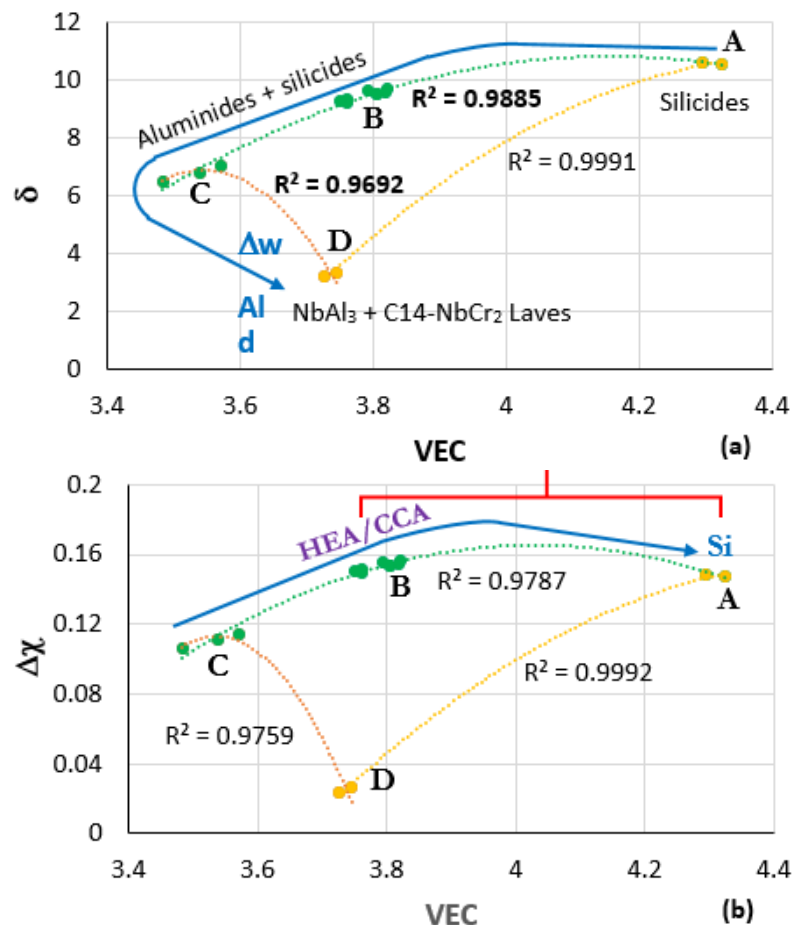 12
10
8
6
4
2
0
δ
Aluminides + silicides
A
R² = 0.9885
Silicides
B
R² = 0.9991
R² = 0.9692
C
Δw
D
Al
d
NbAl₃ + C14-NbCr₂ Laves
3.4 3.6 3.8 4 4.2 4.4
VEC (a)
0.2
0.16
0.12
0.08
0.04
0
Δχ
HEA/CCA
Si
R² = 0.9787
B
A
C
R² = 0.9992
R² = 0.9759
D
3.4 3.6 3.8 4 4.2 4.4
VEC (b)